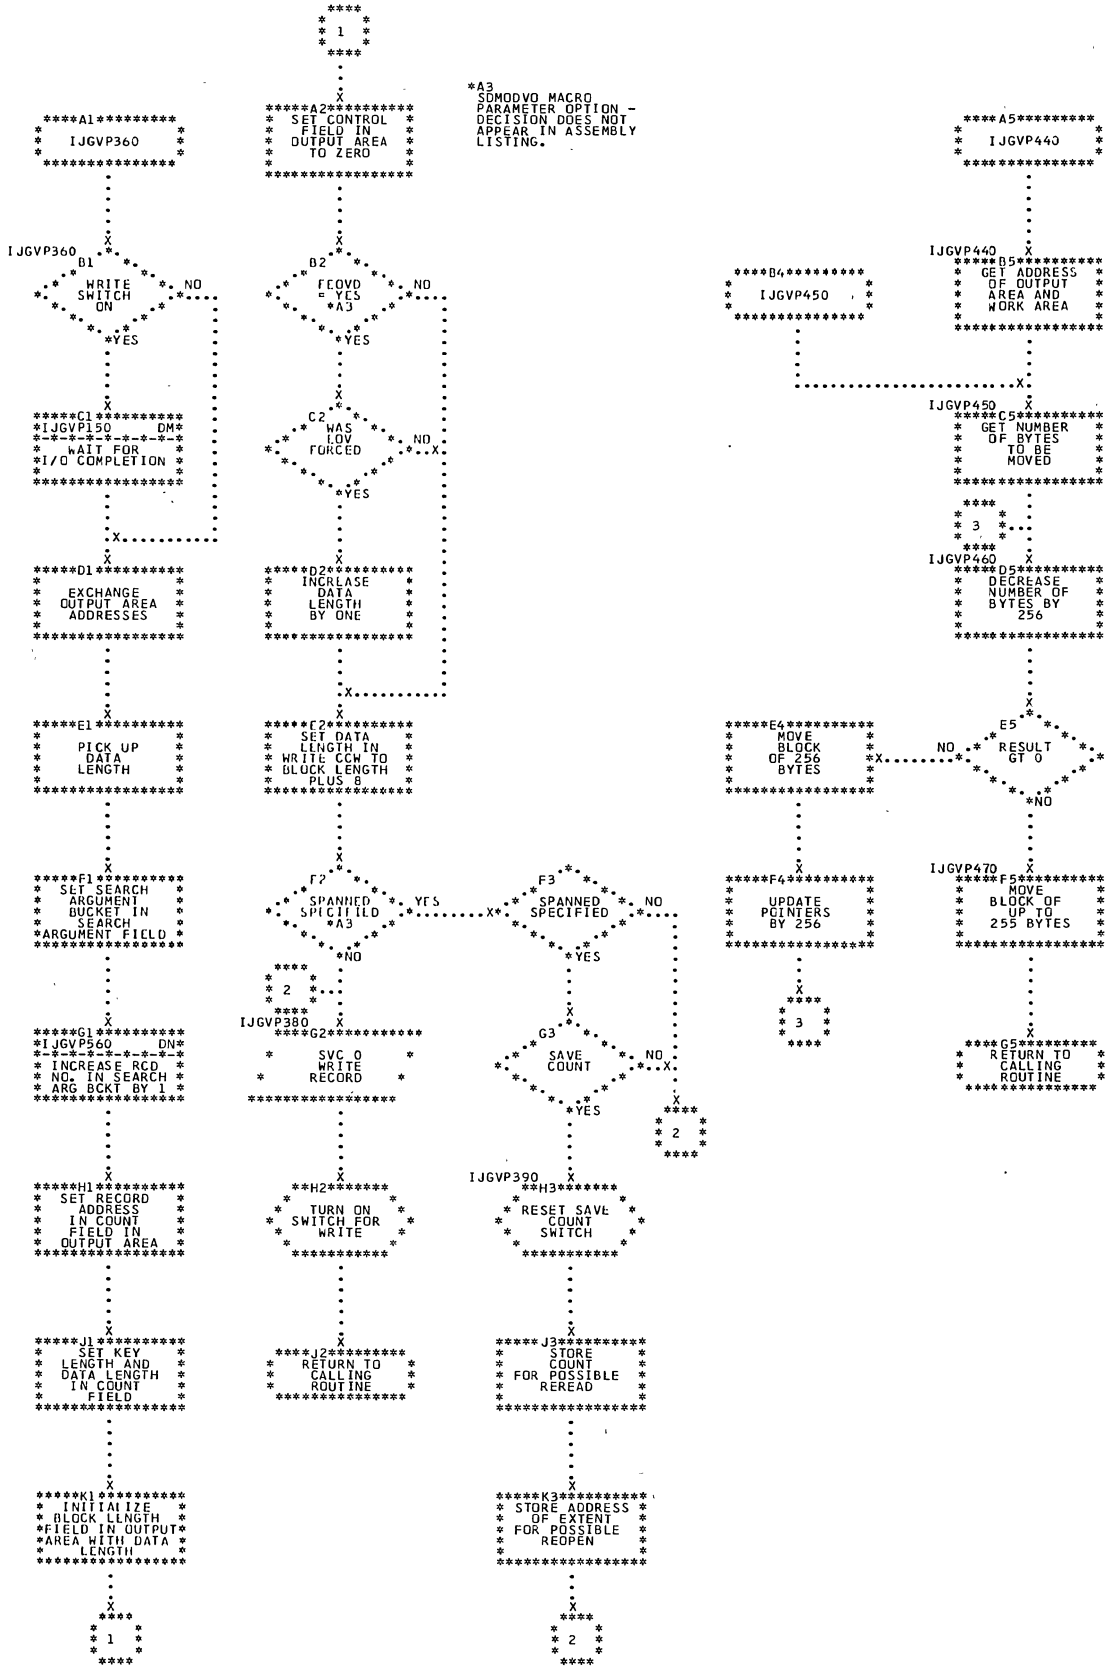 1
*A3
SDMODVO MACRO
PARAMETER OPTION -
DECISION DOES NOT
APPEAR IN ASSEMBLY
LISTING.
A1
IJGVP360
IJGVP360
B1
WRITE
SWITCH
ON
NO
YES
C1
*IJGVP150 DM*
WAIT FOR
I/O COMPLETION
D1
EXCHANGE
OUTPUT AREA
ADDRESSES
E1
PICK UP
DATA
LENGTH
F1
SET SEARCH
ARGUMENT
BUCKET IN
SEARCH
ARGUMENT FIELD
G1
*IJGVP560 DN*
INCREASE RCD
NO. IN SEARCH
ARG BCKT BY 1
H1
SET RECORD
ADDRESS
IN COUNT
FIELD IN
OUTPUT AREA
J1
SET KEY
LENGTH AND
DATA LENGTH
IN COUNT
FIELD
K1
INITIALIZE
BLOCK LENGTH
FIELD IN OUTPUT
AREA WITH DATA
LENGTH
1
A2
SET CONTROL
FIELD IN
OUTPUT AREA
TO ZERO
B2
FEOVD
= YES
*A3
NO
YES
C2
WAS
EOV
FORCED
NO
YES
D2
INCREASE
DATA
LENGTH
BY ONE
E2
SET DATA
LENGTH IN
WRITE CCW TO
BLOCK LENGTH
PLUS 8
F2
SPANNED
SPECIFIED
*A3
YES
NO
2
IJGVP380
G2
SVC 0
WRITE
RECORD
H2
TURN ON
SWITCH FOR
WRITE
J2
RETURN TO
CALLING
ROUTINE
F3
SPANNED
SPECIFIED
NO
YES
G3
SAVE
COUNT
NO
YES
2
IJGVP390
H3
RESET SAVE
COUNT
SWITCH
J3
STORE
COUNT
FOR POSSIBLE
REREAD
K3
STORE ADDRESS
OF EXTENT
FOR POSSIBLE
REOPEN
2
B4
IJGVP450
E4
MOVE
BLOCK
OF 256
BYTES
F4
UPDATE
POINTERS
BY 256
3
A5
IJGVP440
IJGVP440
B5
GET ADDRESS
OF OUTPUT
AREA AND
WORK AREA
IJGVP450
C5
GET NUMBER
OF BYTES
TO BE
MOVED
3
IJGVP460
D5
DECREASE
NUMBER OF
BYTES BY
256
E5
RESULT
GT 0
NO
NO
IJGVP470
F5
MOVE
BLOCK OF
UP TO
255 BYTES
G5
RETURN TO
CALLING
ROUTINE